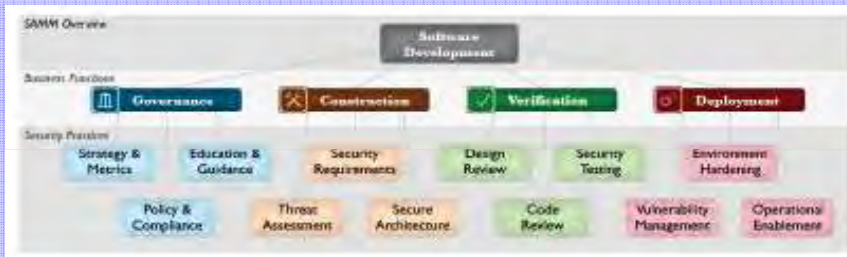 SAMM Overview
Software
Development
Business Functions
Governance
Construction
Verification
Deployment
Security Practices
Strategy &
Metrics
Education &
Guidance
Security
Requirements
Design
Review
Security
Testing
Environment
Hardening
Policy &
Compliance
Threat
Assessment
Secure
Architecture
Code
Review
Vulnerability
Management
Operational
Enablement